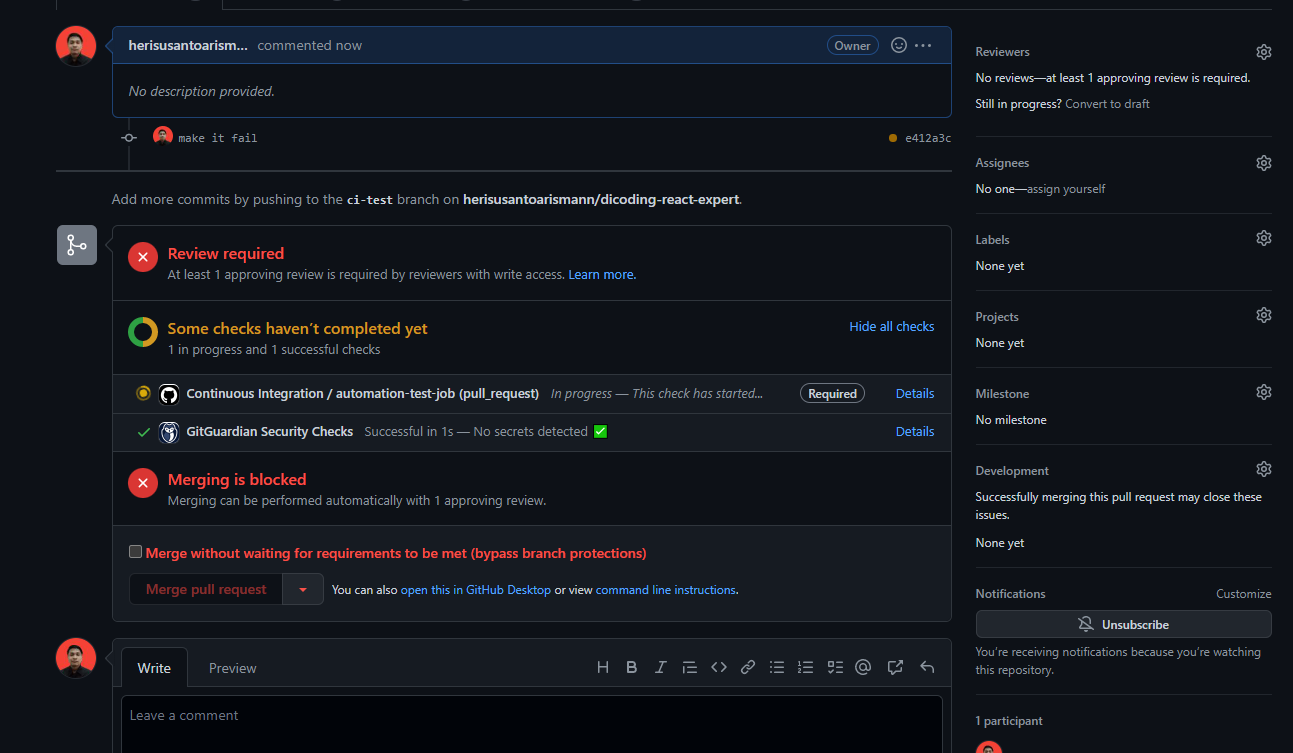 herisusantoarism... commented now Owner
No description provided.
make it fail e412a3c
Add more commits by pushing to the ci-test branch on herisusantoarismann/dicoding-react-expert.
Review required
At least 1 approving review is required by reviewers with write access. Learn more.
Some checks haven't completed yet Hide all checks
1 in progress and 1 successful checks
Continuous Integration / automation-test-job (pull_request) In progress — This check has started... Required Details
GitGuardian Security Checks Successful in 1s — No secrets detected ✅ Details
Merging is blocked
Merging can be performed automatically with 1 approving review.
Merge without waiting for requirements to be met (bypass branch protections)
Merge pull request You can also open this in GitHub Desktop or view command line instructions.
Write Preview
Leave a comment
Reviewers
No reviews—at least 1 approving review is required.
Still in progress? Convert to draft
Assignees
No one—assign yourself
Labels
None yet
Projects
None yet
Milestone
No milestone
Development
Successfully merging this pull request may close these
issues.
None yet
Notifications Customize
Unsubscribe
You're receiving notifications because you're watching
this repository.
1 participant